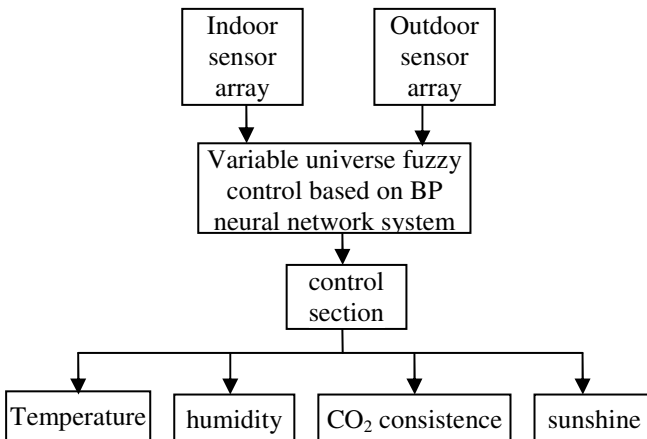 Indoor
sensor
array
Outdoor
sensor
array
Variable universe fuzzy
control based on BP
neural network system
control
section
Temperature
humidity
CO₂ consistence
sunshine